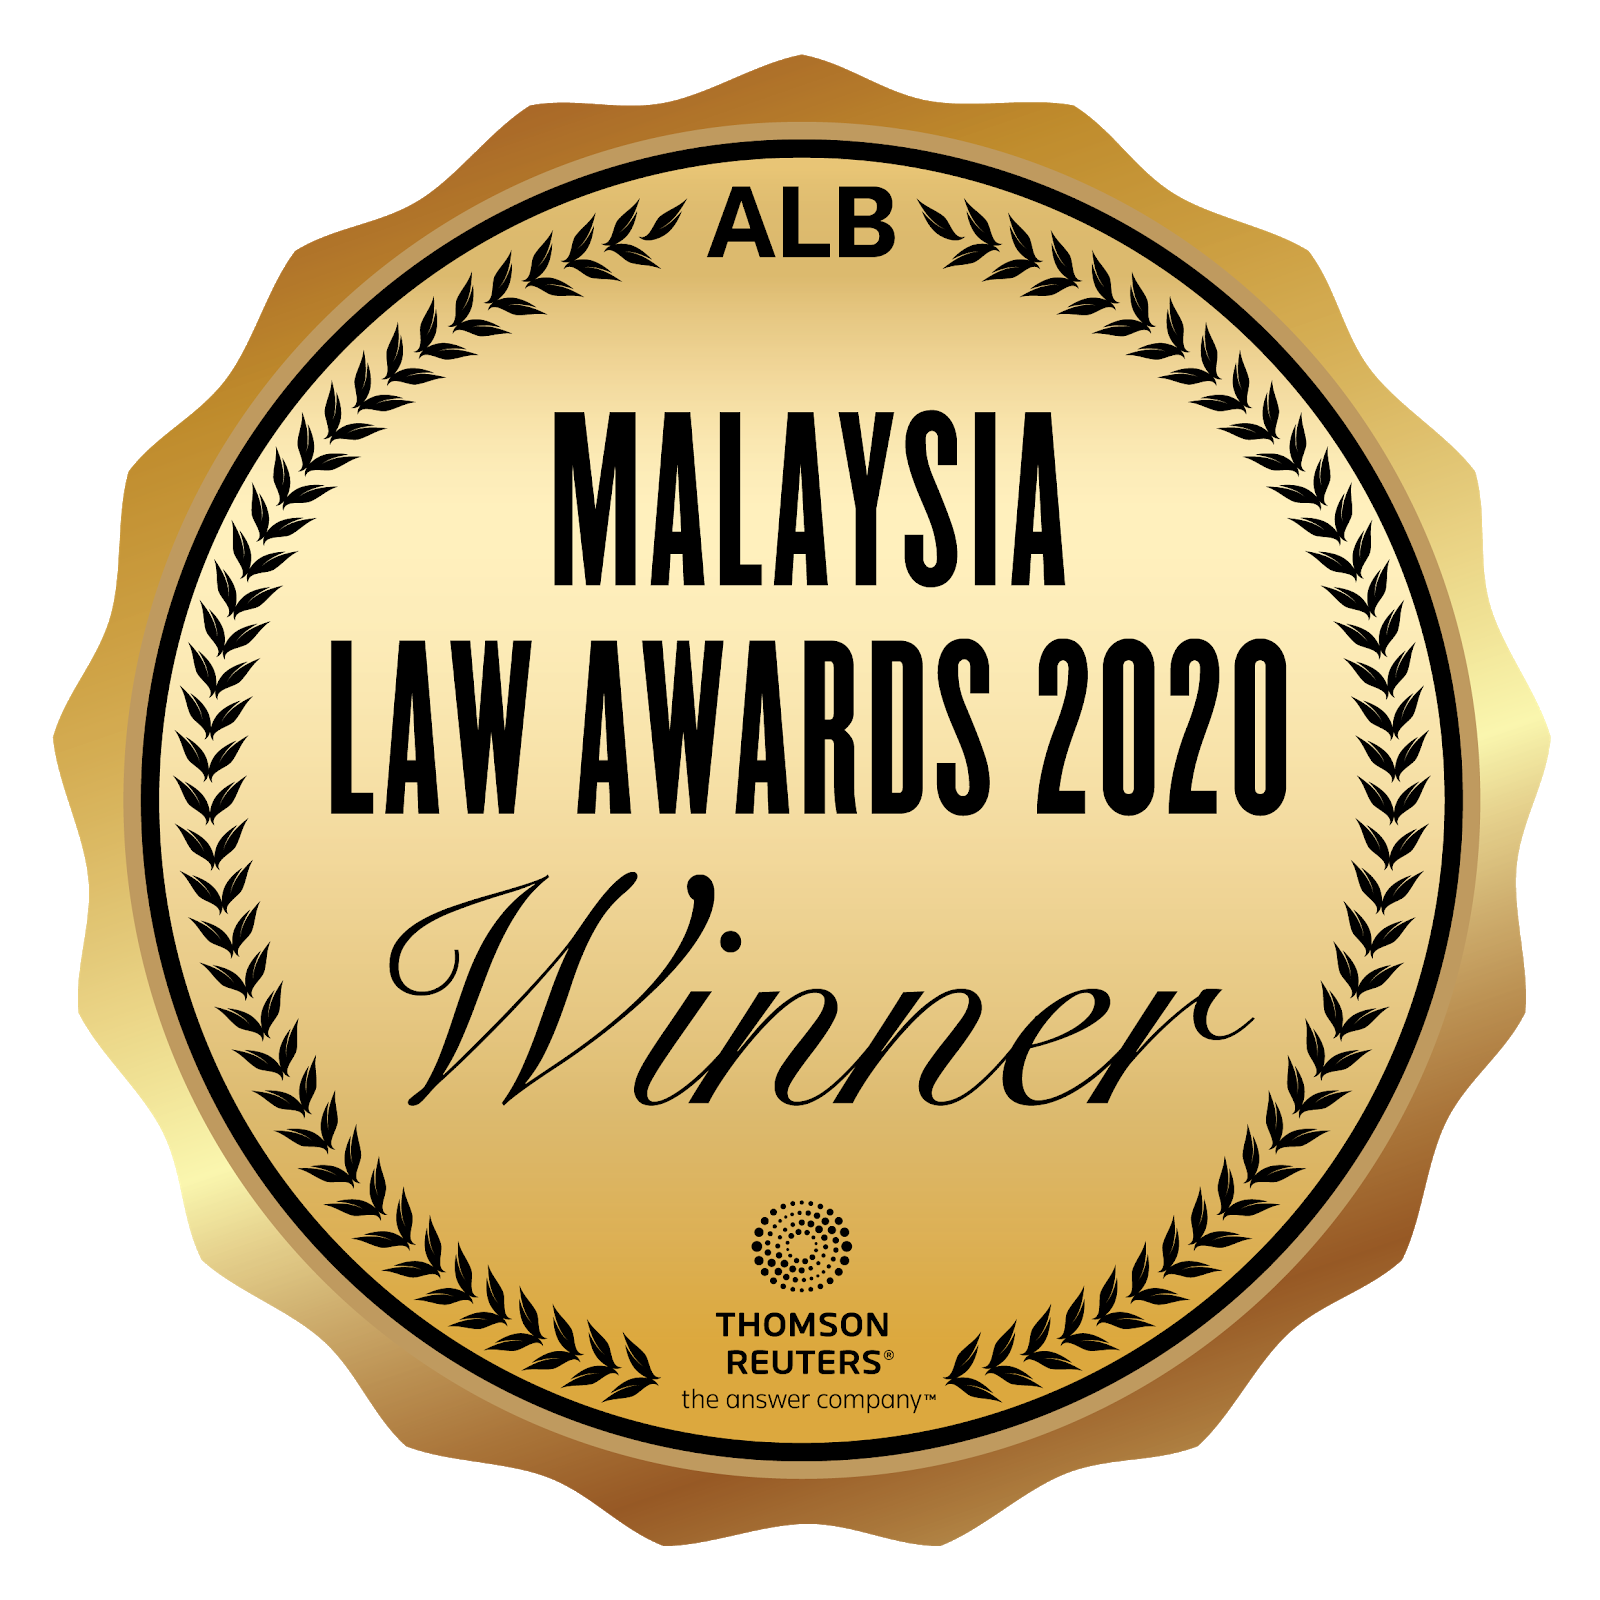 ALB
MALAYSIA
LAW AWARDS 2020
Winner
THOMSON
REUTERS®
the answer company™